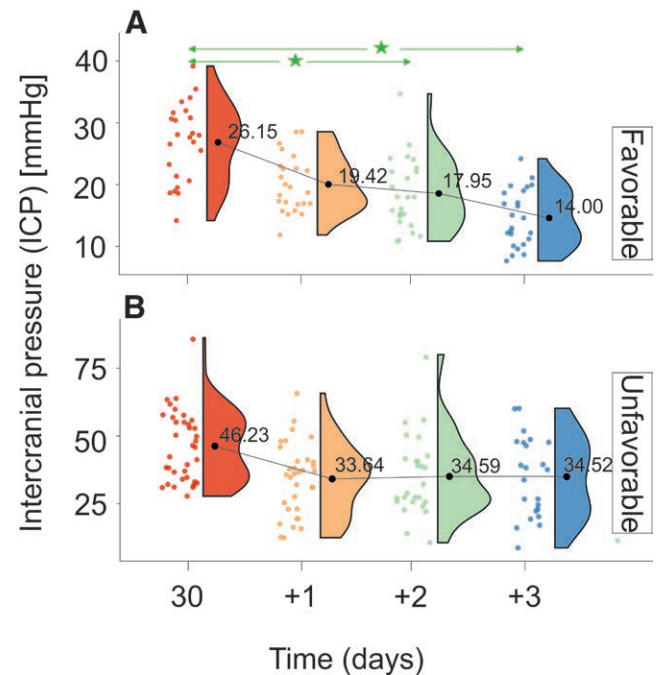 A
Intercranial pressure (ICP) [mmHg]
40
30
20
10
26.15
19.42
17.95
14.00
Favorable
B
75
50
25
46.23
33.64
34.59
34.52
Unfavorable
30 +1 +2 +3
Time (days)